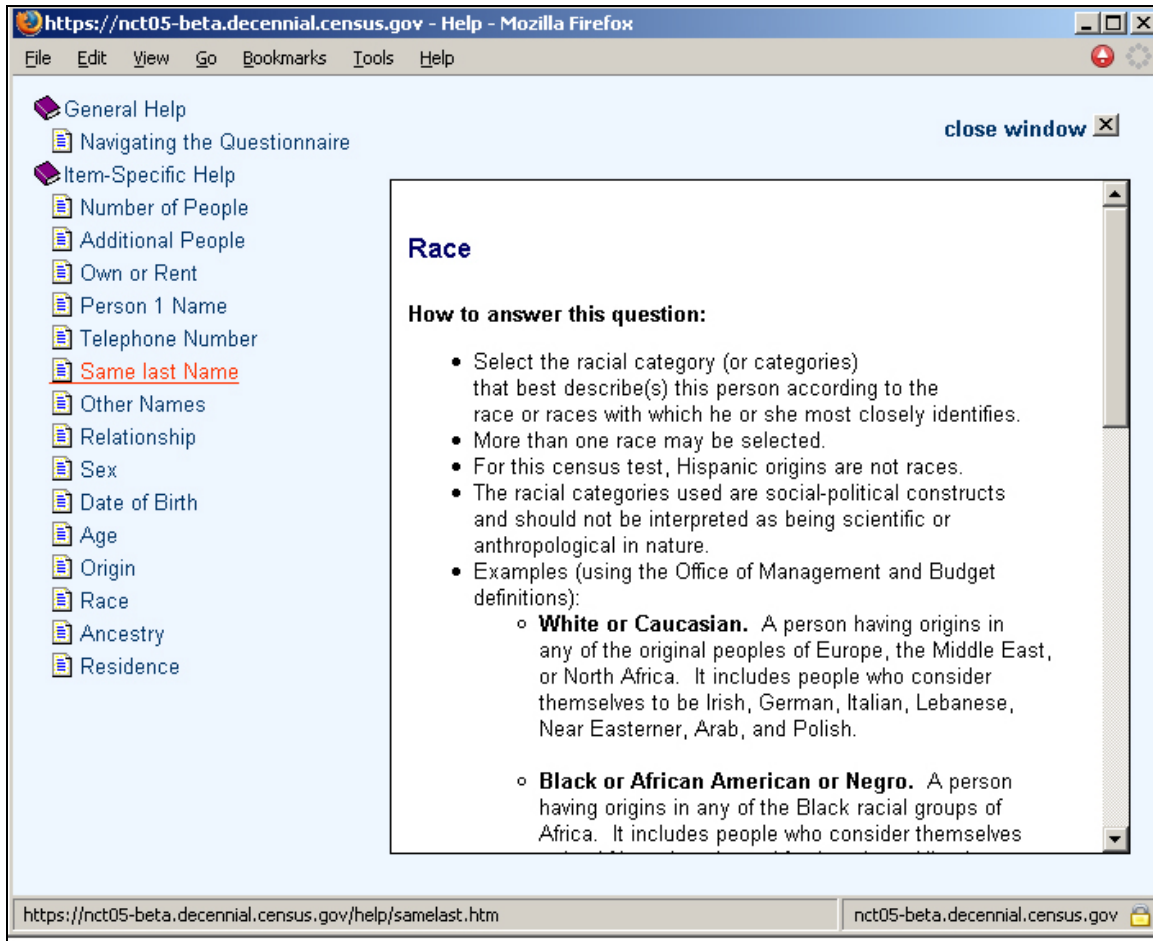 https://nct05-beta.decennial.census.gov - Help - Mozilla Firefox
File Edit View Go Bookmarks Tools Help
General Help
Navigating the Questionnaire
Item-Specific Help
Number of People
Additional People
Own or Rent
Person 1 Name
Telephone Number
Same last Name
Other Names
Relationship
Sex
Date of Birth
Age
Origin
Race
Ancestry
Residence
close window
Race
How to answer this question:
Select the racial category (or categories)
that best describe(s) this person according to the
race or races with which he or she most closely identifies.
More than one race may be selected.
For this census test, Hispanic origins are not races.
The racial categories used are social-political constructs
and should not be interpreted as being scientific or
anthropological in nature.
Examples (using the Office of Management and Budget
definitions):
White or Caucasian. A person having origins in
any of the original peoples of Europe, the Middle East,
or North Africa. It includes people who consider
themselves to be Irish, German, Italian, Lebanese,
Near Easterner, Arab, and Polish.
Black or African American or Negro. A person
having origins in any of the Black racial groups of
Africa. It includes people who consider themselves
https://nct05-beta.decennial.census.gov/help/samelast.htm
nct05-beta.decennial.census.gov